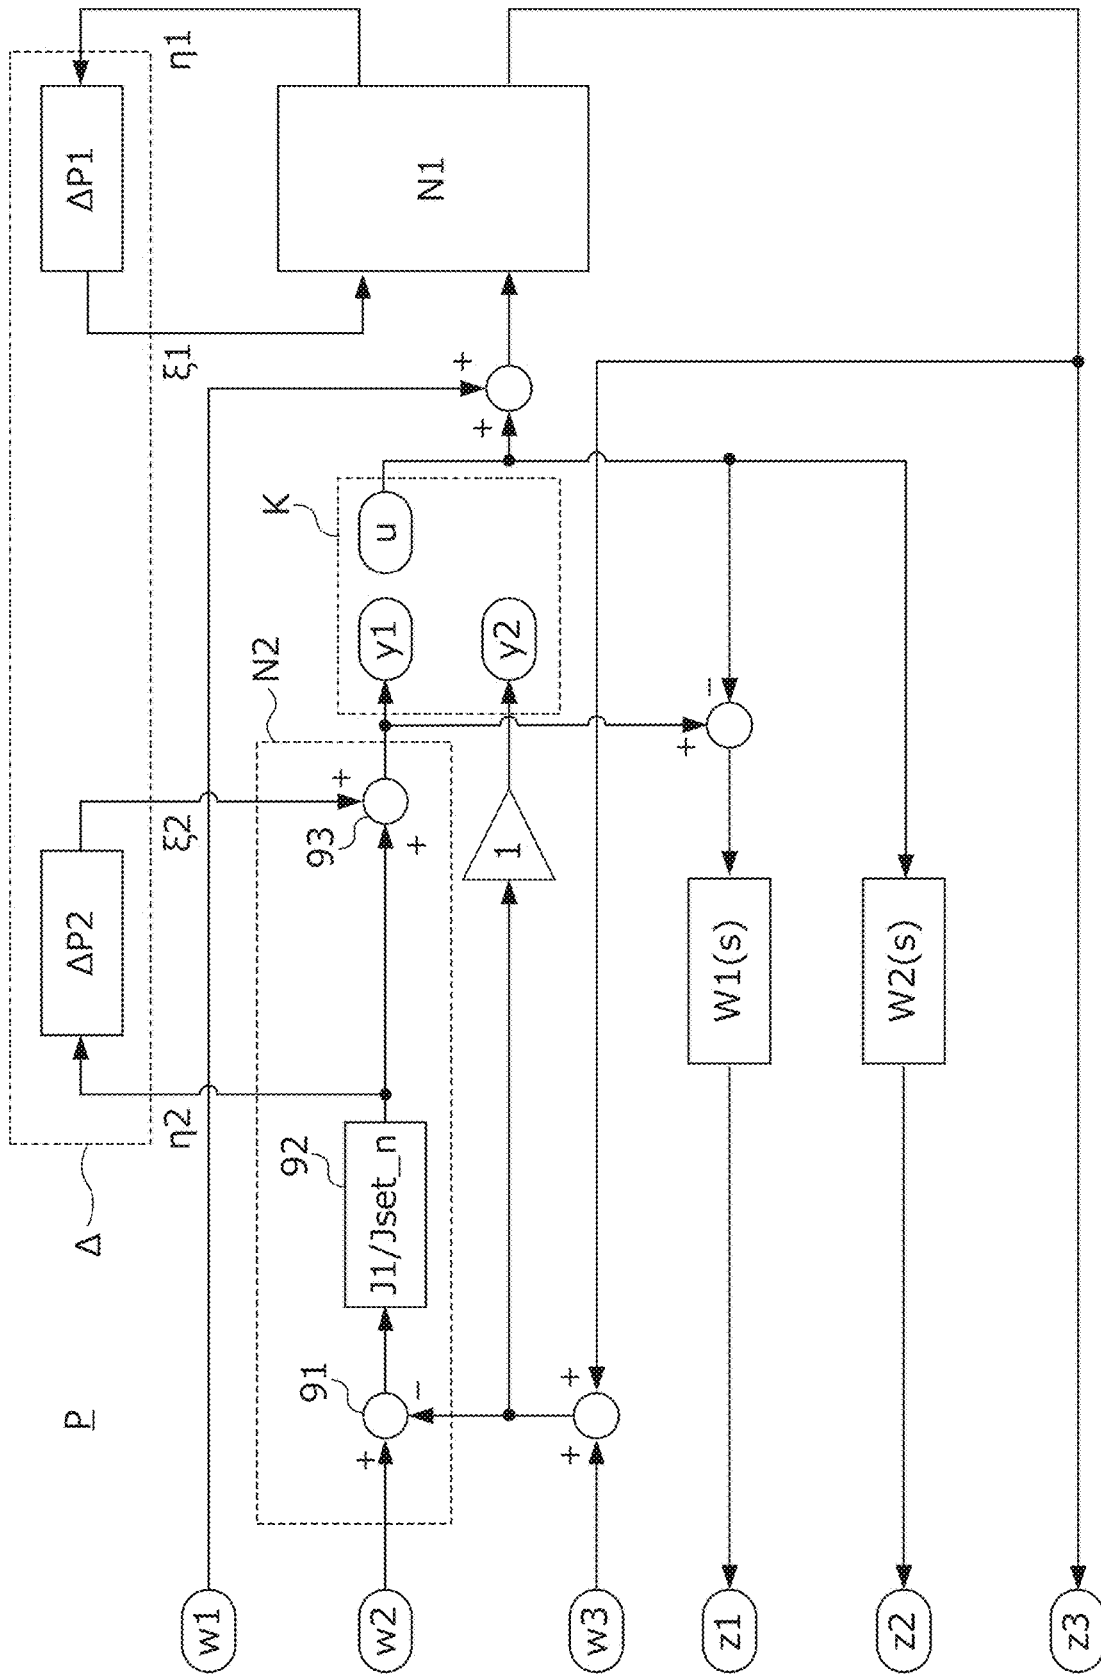 P
Δ
ΔP2
ΔP1
η2
ξ2
ξ1
η1
w1
N2
K
91
92
93
+
+
w2
+
−
J1/Jset_n
+
y1
u
N1
+
+
1
y2
w3
+
+
+
−
z1
W1(s)
z2
W2(s)
z3